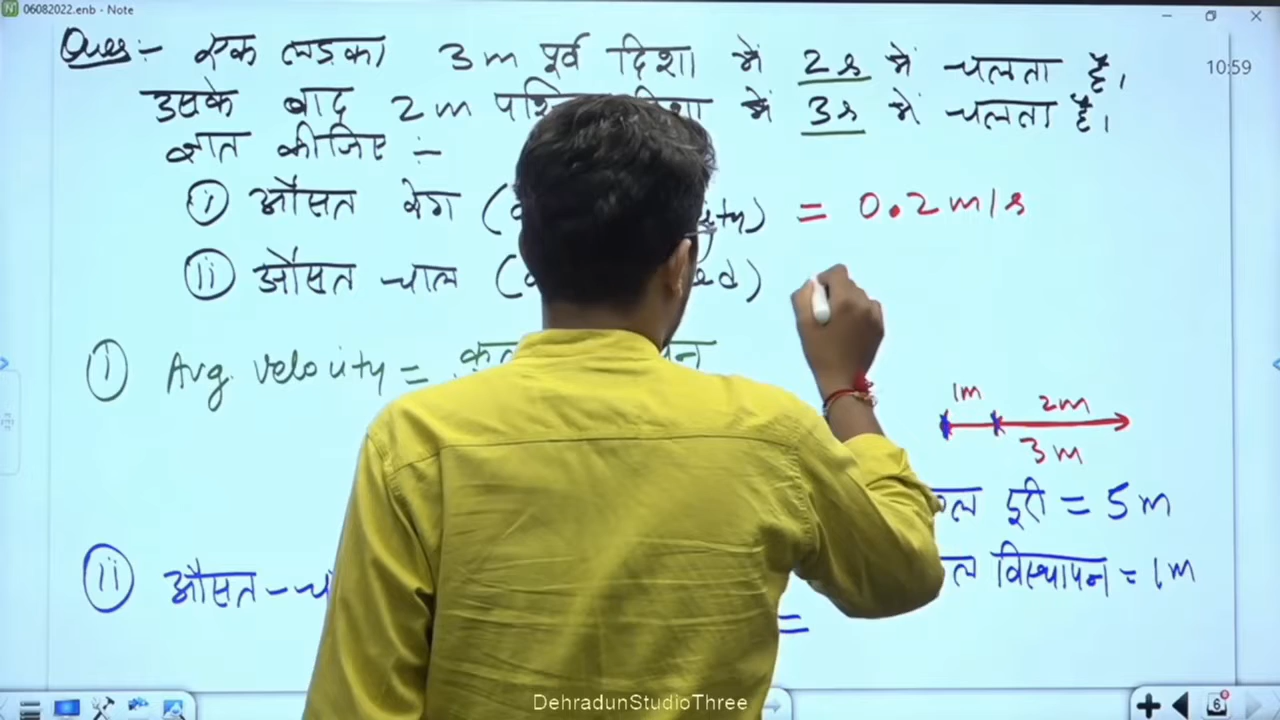 06082022.enb - Note
Ques:- एक लड़का 3m पूर्व दिशा में 2s में चलता है।
10:59
उसके बाद 2m दिशा में 3s में चलता है।
ज्ञात कीजिए :-
(i) औसत वेग ( = 0.2 m/s
(ii) औसत चाल (
(i) Avg. velocity =
1m 2m
3m
दूरी = 5m
(ii) औसत - विस्थापन = 1m
=
6
DehradunStudioThree